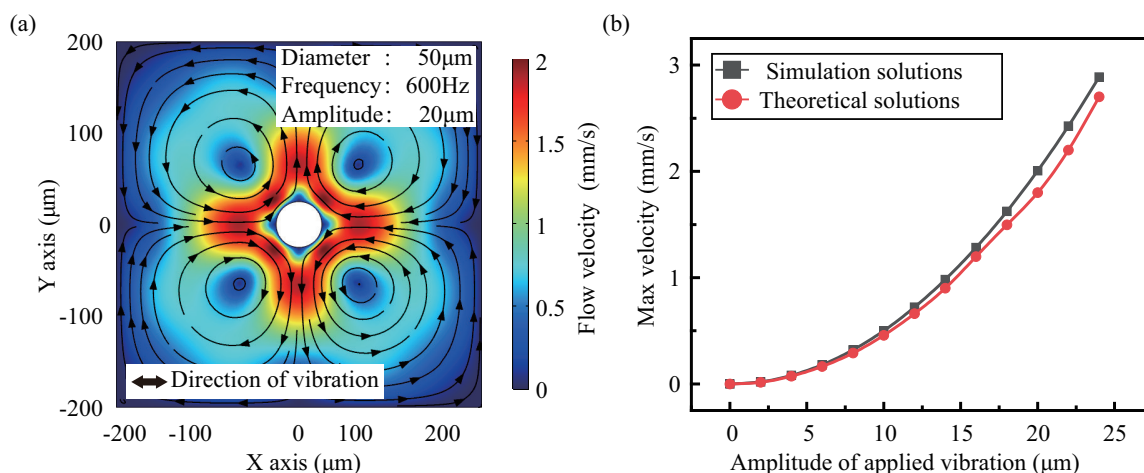 (a)
200
100
0
-100
-200
Y axis (μm)
Diameter : 50μm
Frequency: 600Hz
Amplitude: 20μm
Direction of vibration
-200 -100 0 100 200
X axis (μm)
2
1.5
1
0.5
0
Flow velocity (mm/s)
(b)
3
2
1
0
Max velocity (mm/s)
Simulation solutions
Theoretical solutions
0 5 10 15 20 25
Amplitude of applied vibration (μm)